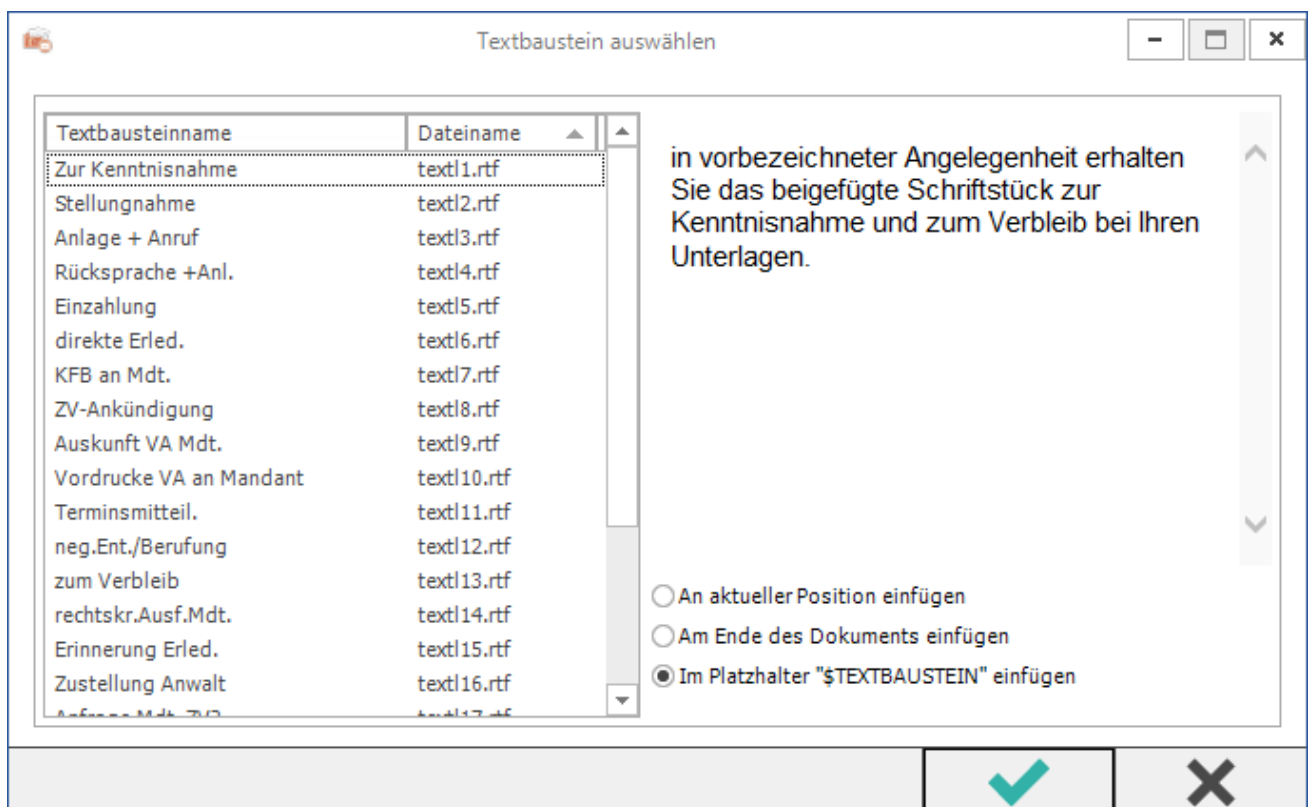 Textbaustein auswählen
Textbausteinname Dateiname
Zur Kenntnisnahme textl1.rtf
Stellungnahme textl2.rtf
Anlage + Anruf textl3.rtf
Rücksprache +Anl. textl4.rtf
Einzahlung textl5.rtf
direkte Erled. textl6.rtf
KFB an Mdt. textl7.rtf
ZV-Ankündigung textl8.rtf
Auskunft VA Mdt. textl9.rtf
Vordrucke VA an Mandant textl10.rtf
Terminsmitteil. textl11.rtf
neg.Ent./Berufung textl12.rtf
zum Verbleib textl13.rtf
rechtskr.Ausf.Mdt. textl14.rtf
Erinnerung Erled. textl15.rtf
Zustellung Anwalt textl16.rtf
Anfrage Mdt. ZV? textl17.rtf
in vorbezeichneter Angelegenheit erhalten
Sie das beigefügte Schriftstück zur
Kenntnisnahme und zum Verbleib bei Ihren
Unterlagen.
An aktueller Position einfügen
Am Ende des Dokuments einfügen
Im Platzhalter "$TEXTBAUSTEIN" einfügen